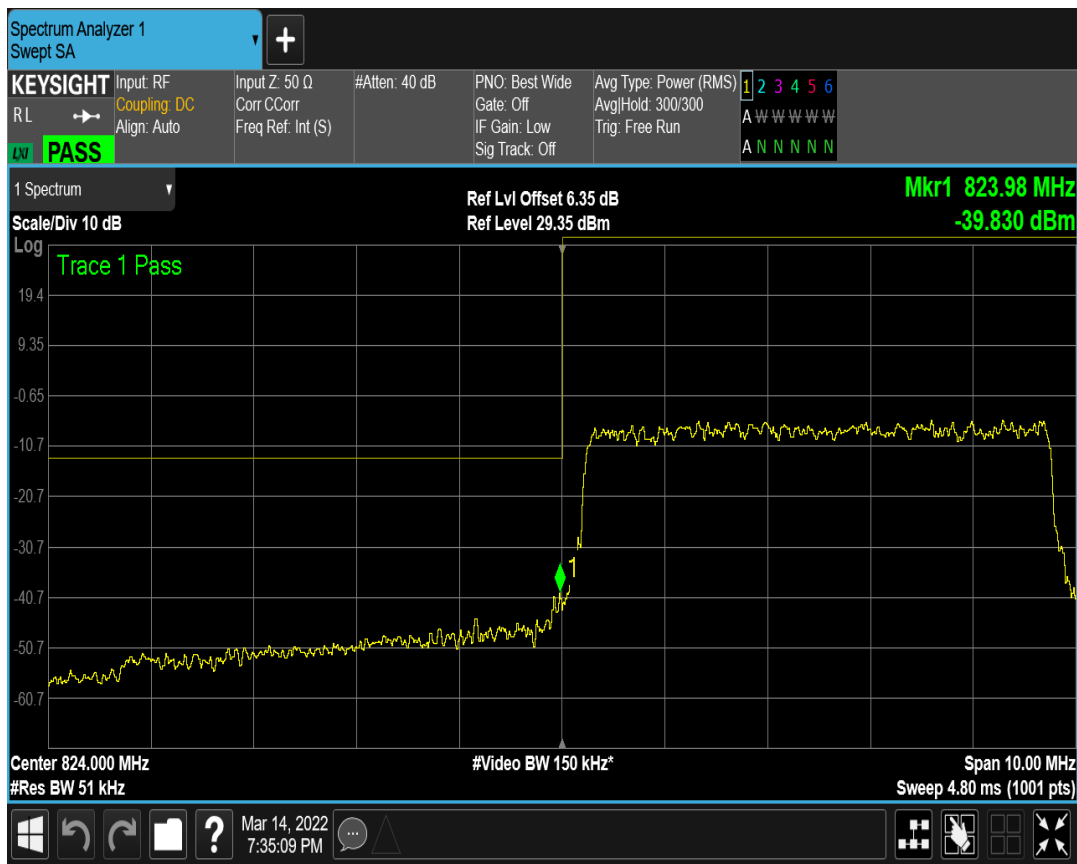 Spectrum Analyzer 1
Swept SA
+
KEYSIGHT
R L
LXI PASS
Input: RF
Coupling: DC
Align: Auto
Input Z: 50 Ω
Corr CCorr
Freq Ref: Int (S)
#Atten: 40 dB
PNO: Best Wide
Gate: Off
IF Gain: Low
Sig Track: Off
Avg Type: Power (RMS)
Avg|Hold: 300/300
Trig: Free Run
1 2 3 4 5 6
A W W W W W
A N N N N N
1 Spectrum
Scale/Div 10 dB
Ref Lvl Offset 6.35 dB
Ref Level 29.35 dBm
Mkr1 823.98 MHz
-39.830 dBm
Log
Trace 1 Pass
19.4
9.35
-0.65
-10.7
-20.7
-30.7
1
-40.7
-50.7
-60.7
Center 824.000 MHz
#Video BW 150 kHz*
Span 10.00 MHz
#Res BW 51 kHz
Sweep 4.80 ms (1001 pts)
?
Mar 14, 2022
7:35:09 PM